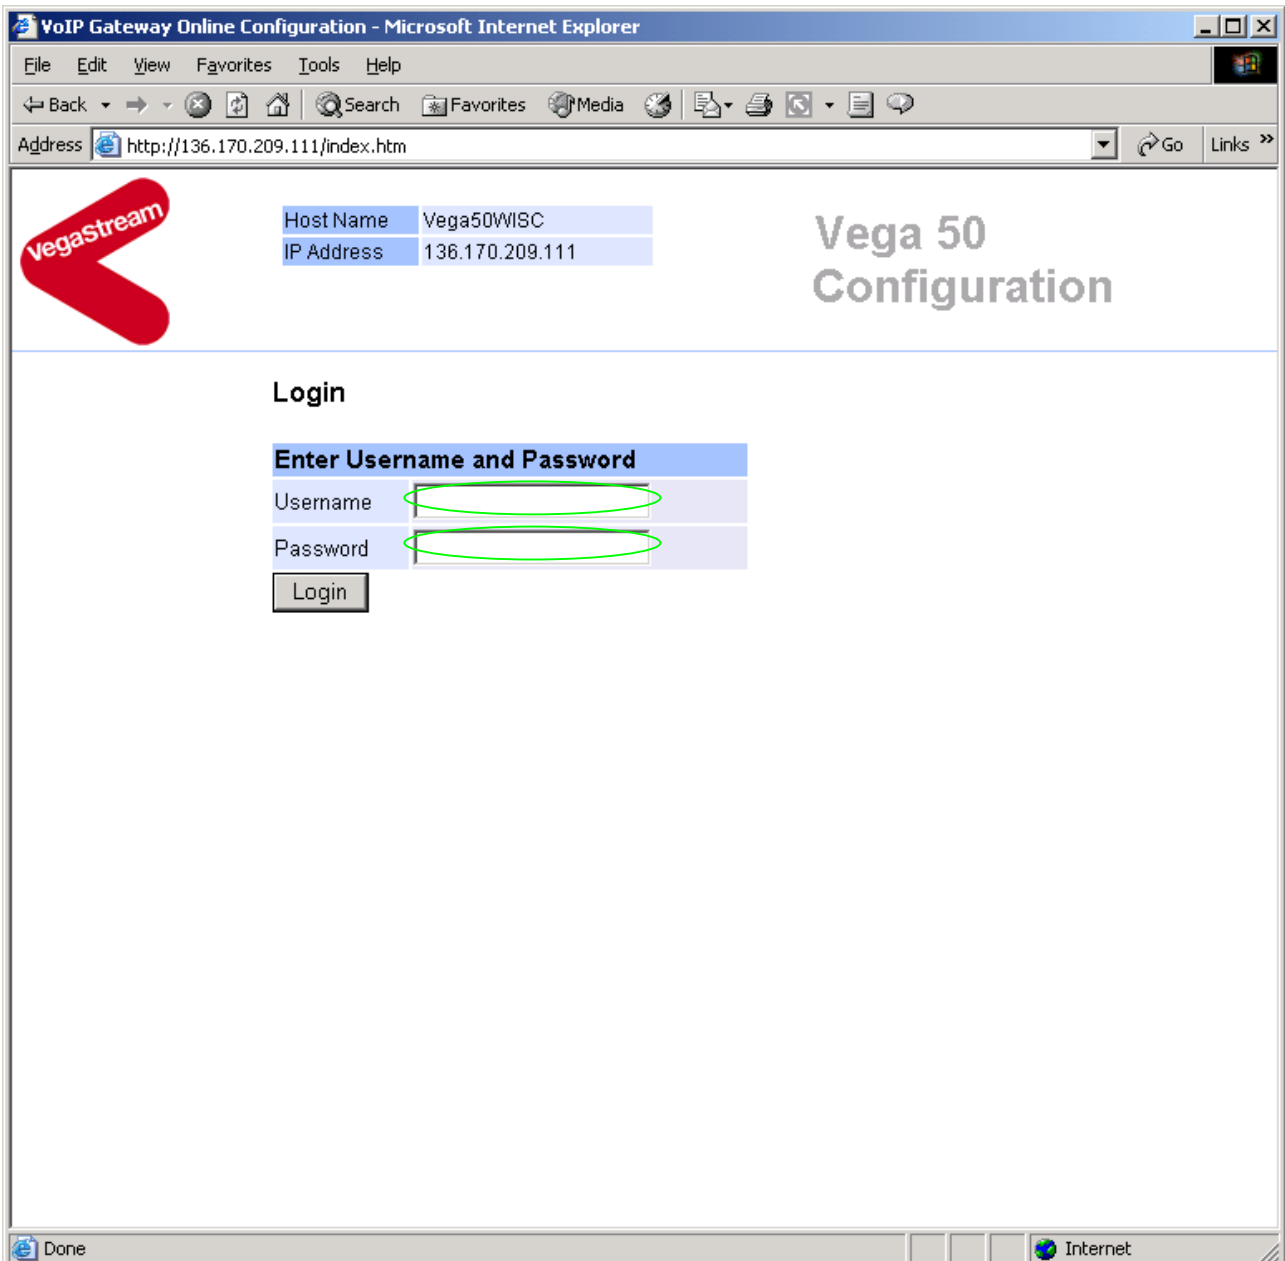 VoIP Gateway Online Configuration - Microsoft Internet Explorer
File Edit View Favorites Tools Help
Back Search Favorites Media
Address http://136.170.209.111/index.htm Go Links »
vegastream
Host Name Vega50WISC
IP Address 136.170.209.111
Vega 50
Configuration
Login
Enter Username and Password
Username
Password
Login
Done Internet